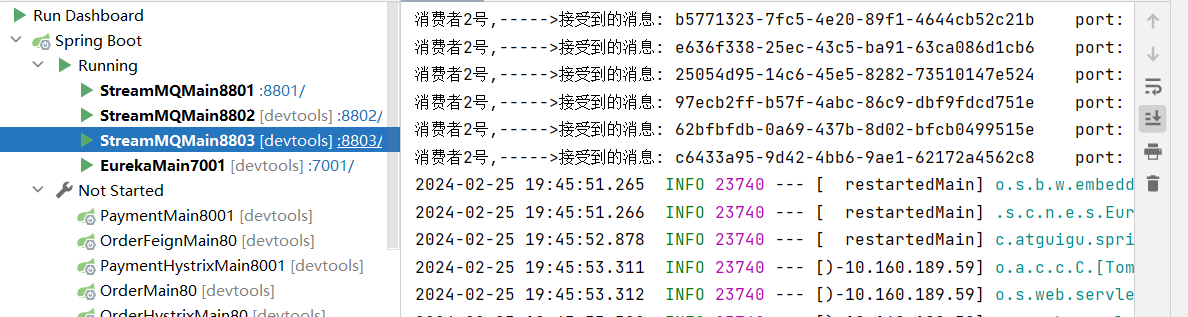 Run Dashboard
Spring Boot
Running
StreamMQMain8801 :8801/
StreamMQMain8802 [devtools] :8802/
StreamMQMain8803 [devtools] :8803/
EurekaMain7001 [devtools] :7001/
Not Started
PaymentMain8001 [devtools]
OrderFeignMain80 [devtools]
PaymentHystrixMain8001 [devtools]
OrderMain80 [devtools]
OrderHystrixMain80 [devtools]
消费者2号,----->接受到的消息: b5771323-7fc5-4e20-89f1-4644cb52c21b port:
消费者2号,----->接受到的消息: e636f338-25ec-43c5-ba91-63ca086d1cb6 port:
消费者2号,----->接受到的消息: 25054d95-14c6-45e5-8282-73510147e524 port:
消费者2号,----->接受到的消息: 97ecb2ff-b57f-4abc-86c9-dbf9fdcd751e port:
消费者2号,----->接受到的消息: 62bfbfdb-0a69-437b-8d02-bfcb0499515e port:
消费者2号,----->接受到的消息: c6433a95-9d42-4bb6-9ae1-62172a4562c8 port:
2024-02-25 19:45:51.265 INFO 23740 --- [ restartedMain] o.s.b.w.embedd
2024-02-25 19:45:51.266 INFO 23740 --- [ restartedMain] .s.c.n.e.s.Eur
2024-02-25 19:45:52.878 INFO 23740 --- [ restartedMain] c.atguigu.spri
2024-02-25 19:45:53.311 INFO 23740 --- [)-10.160.189.59] o.a.c.c.C.[Tom
2024-02-25 19:45:53.312 INFO 23740 --- [)-10.160.189.59] o.s.web.servle